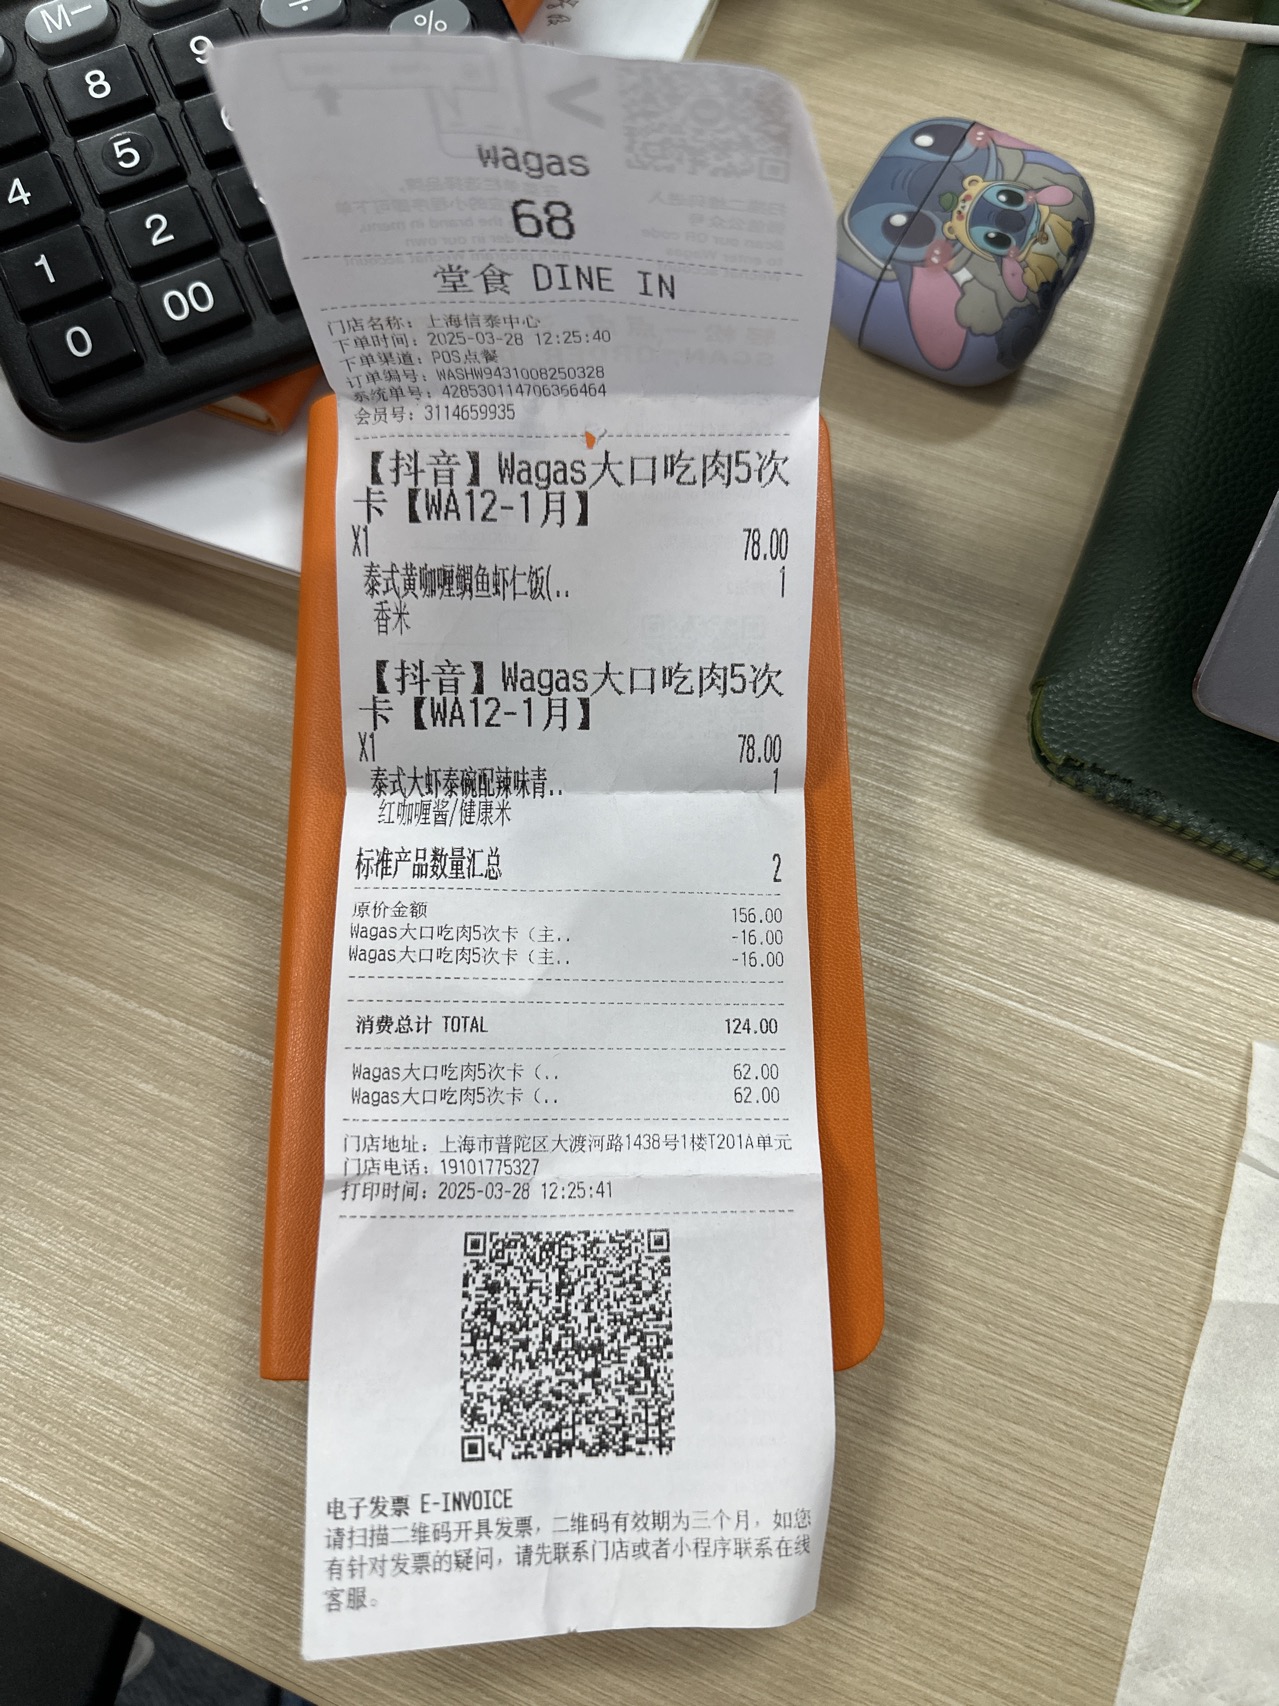 M-
÷
%
8
9
5
4
2
1
00
0
wagas
68
堂食 DINE IN
门店名称：上海信泰中心
下单时间：2025-03-28 12:25:40
下单渠道：POS点餐
订单编号：WASHW9431008250328
系统单号：428530114706366464
会员号：3114659935
【抖音】Wagas大口吃肉5次
卡【WA12-1月】
X1 78.00
泰式黄咖喱鲷鱼虾仁饭(.. 1
香米
【抖音】Wagas大口吃肉5次
卡【WA12-1月】
X1 78.00
泰式大虾泰碗配辣味青.. 1
红咖喱酱/健康米
标准产品数量汇总 2
原价金额 156.00
Wagas大口吃肉5次卡（主.. -16.00
Wagas大口吃肉5次卡（主.. -16.00
消费总计 TOTAL 124.00
Wagas大口吃肉5次卡（.. 62.00
Wagas大口吃肉5次卡（.. 62.00
门店地址：上海市普陀区大渡河路1438号1楼T201A单元
门店电话：19101775327
打印时间：2025-03-28 12:25:41
电子发票 E-INVOICE
请扫描二维码开具发票，二维码有效期为三个月，如您
有针对发票的疑问，请先联系门店或者小程序联系在线
客服。